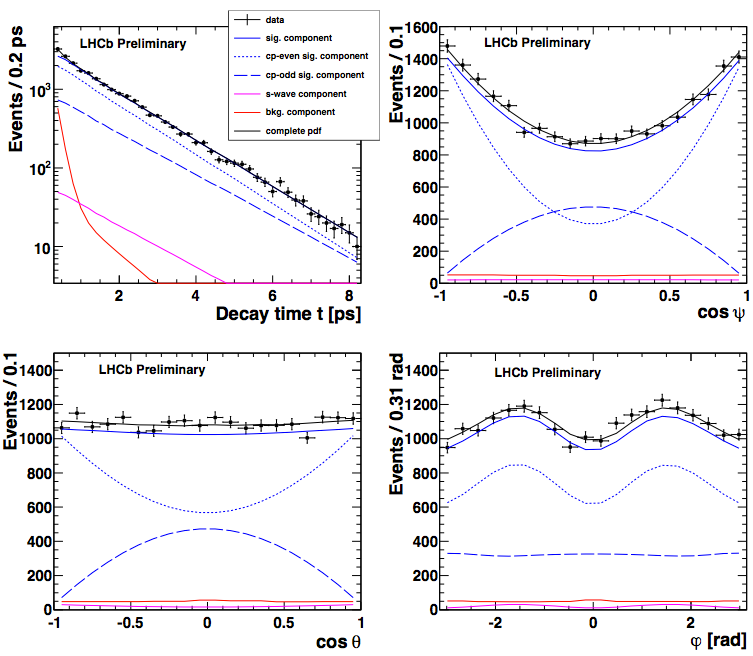 LHCb Preliminary
data
sig. component
cp-even sig. component
cp-odd sig. component
s-wave component
bkg. component
complete pdf
Events / 0.2 ps
10³
10²
10
2 4 6 8
Decay time t [ps]
LHCb Preliminary
Events / 0.1
1600
1400
1200
1000
800
600
400
200
0
-1 -0.5 0 0.5 1
cos ψ
LHCb Preliminary
Events / 0.1
1400
1200
1000
800
600
400
200
0
-1 -0.5 0 0.5 1
cos θ
LHCb Preliminary
Events / 0.31 rad
1400
1200
1000
800
600
400
200
0
-2 0 2
φ [rad]